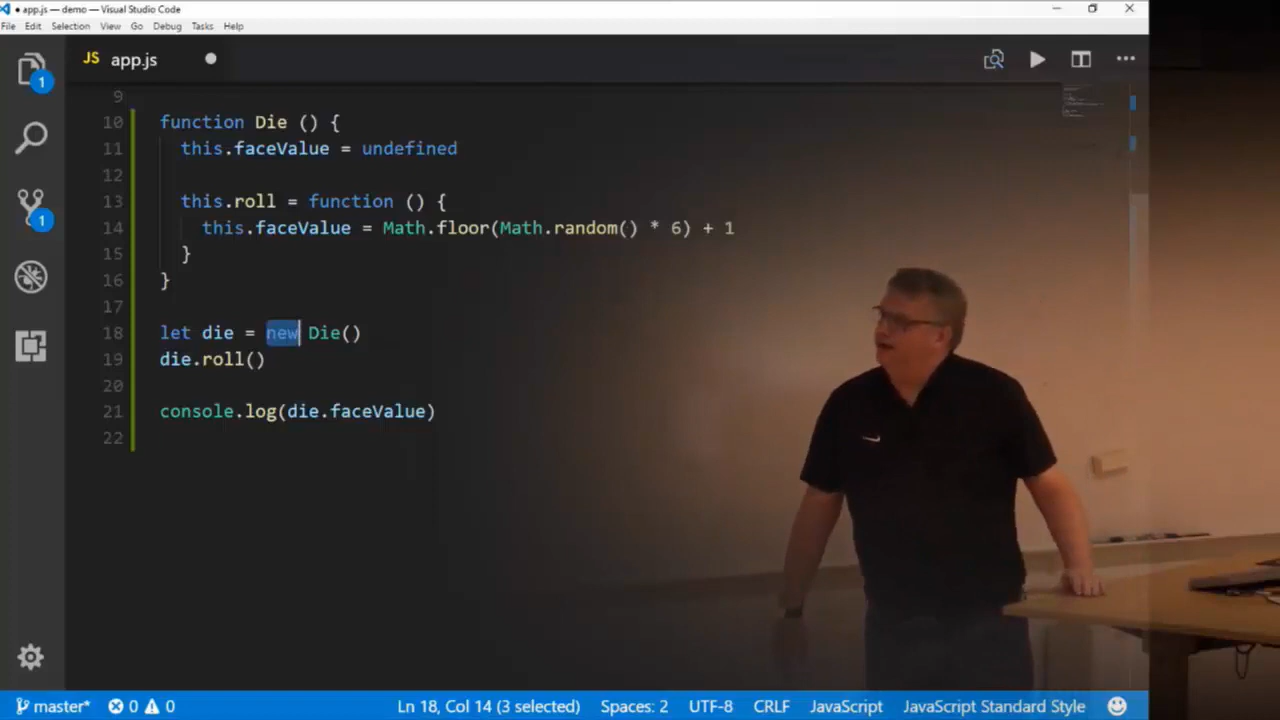 ● app.js — demo — Visual Studio Code
File Edit Selection View Go Debug Tasks Help
JS app.js ●
1
1
9
10 function Die () {
11 this.faceValue = undefined
12
13 this.roll = function () {
14 this.faceValue = Math.floor(Math.random() * 6) + 1
15 }
16 }
17
18 let die = new Die()
19 die.roll()
20
21 console.log(die.faceValue)
22
master* 0 0 Ln 18, Col 14 (3 selected) Spaces: 2 UTF-8 CRLF JavaScript JavaScript Standard Style